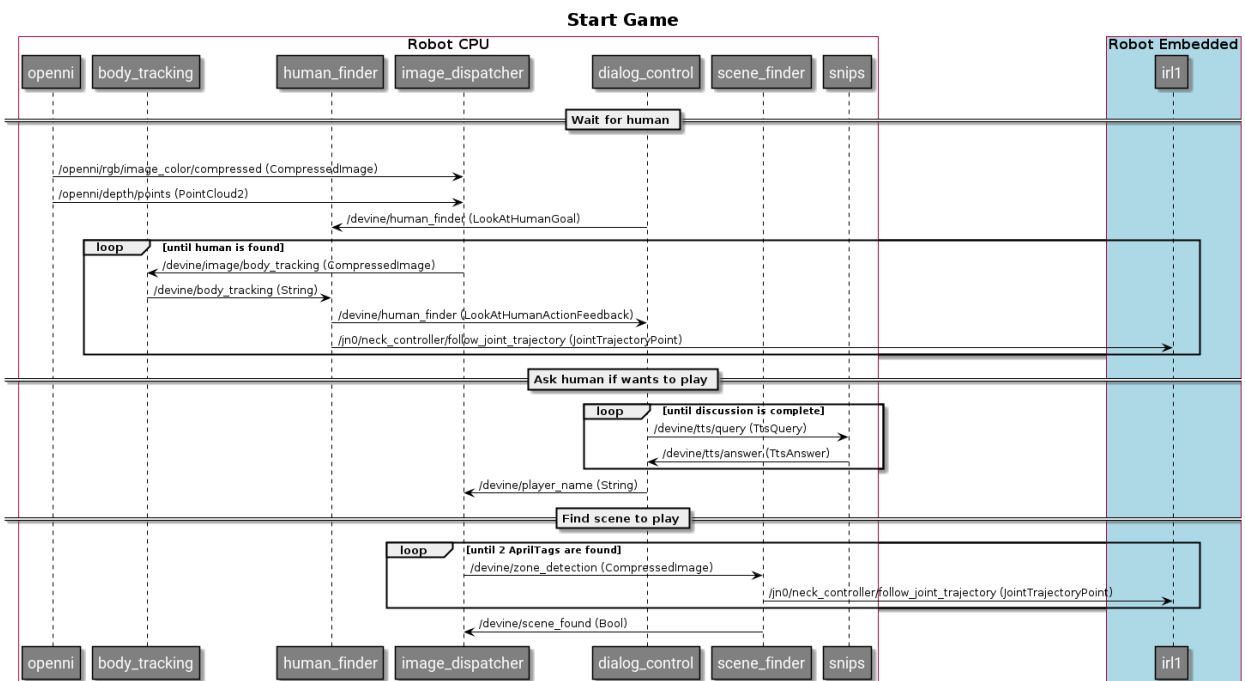 Start Game
Robot CPU
Robot Embedded
openni
body_tracking
human_finder
image_dispatcher
dialog_control
scene_finder
snips
irl1
Wait for human
/openni/rgb/image_color/compressed (CompressedImage)
/openni/depth/points (PointCloud2)
/devine/human_finder (LookAtHumanGoal)
loop [until human is found]
/devine/image/body_tracking (CompressedImage)
/devine/body_tracking (String)
/devine/human_finder (LookAtHumanActionFeedback)
/jn0/neck_controller/follow_joint_trajectory (JointTrajectoryPoint)
Ask human if wants to play
loop [until discussion is complete]
/devine/tts/query (TtsQuery)
/devine/tts/answer (TtsAnswer)
/devine/player_name (String)
Find scene to play
loop [until 2 AprilTags are found]
/devine/zone_detection (CompressedImage)
/jn0/neck_controller/follow_joint_trajectory (JointTrajectoryPoint)
/devine/scene_found (Bool)
openni
body_tracking
human_finder
image_dispatcher
dialog_control
scene_finder
snips
irl1